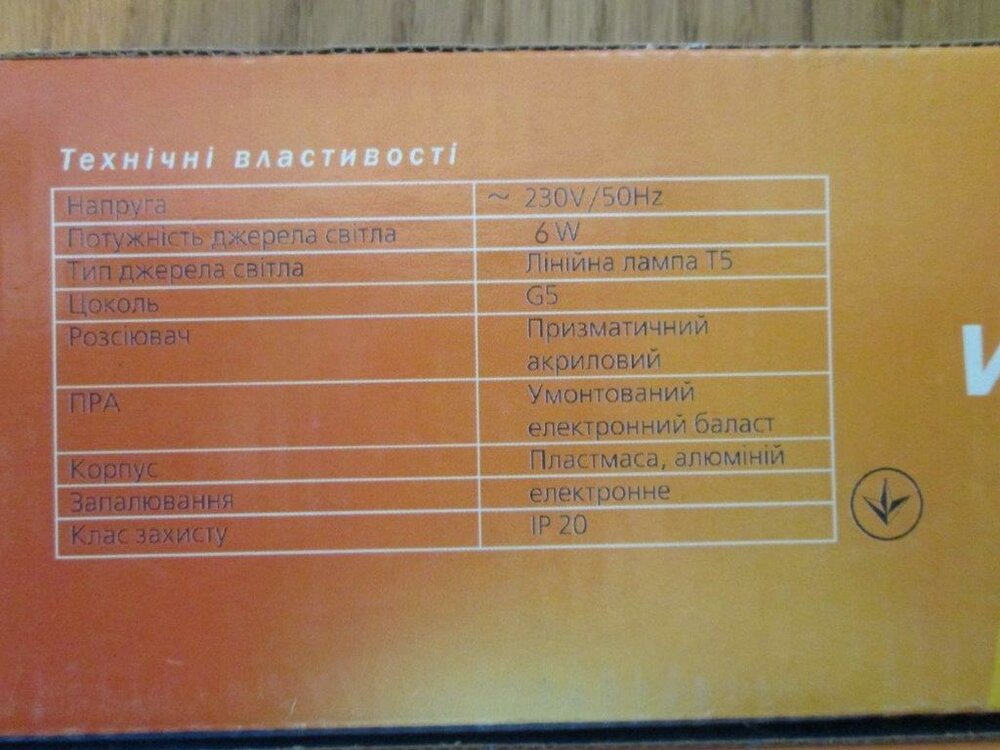 Технічні властивості
Напруга ~ 230V/50Hz
Потужність джерела світла 6 W
Тип джерела світла Лінійна лампа T5
Цоколь G5
Розсіювач Призматичний
акриловий
ПРА Умонтований
електронний баласт
Корпус Пластмаса, алюміній
Запалювання електронне
Клас захисту IP 20